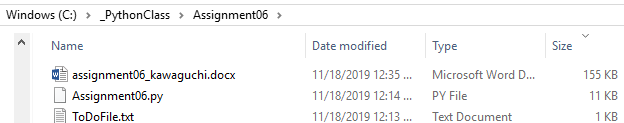 Windows (C:) > _PythonClass > Assignment06 >
Name Date modified Type Size
assignment06_kawaguchi.docx 11/18/2019 12:35 ... Microsoft Word D... 155 KB
Assignment06.py 11/18/2019 12:14 ... PY File 11 KB
ToDoFile.txt 11/18/2019 12:13 ... Text Document 1 KB